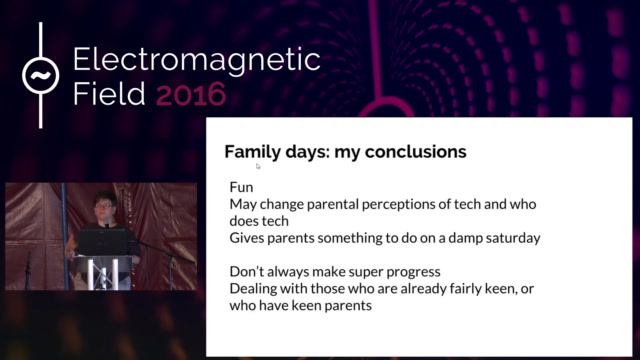 Electromagnetic
Field 2016
Family days: my conclusions
Fun
May change parental perceptions of tech and who
does tech
Gives parents something to do on a damp saturday
Don't always make super progress
Dealing with those who are already fairly keen, or
who have keen parents